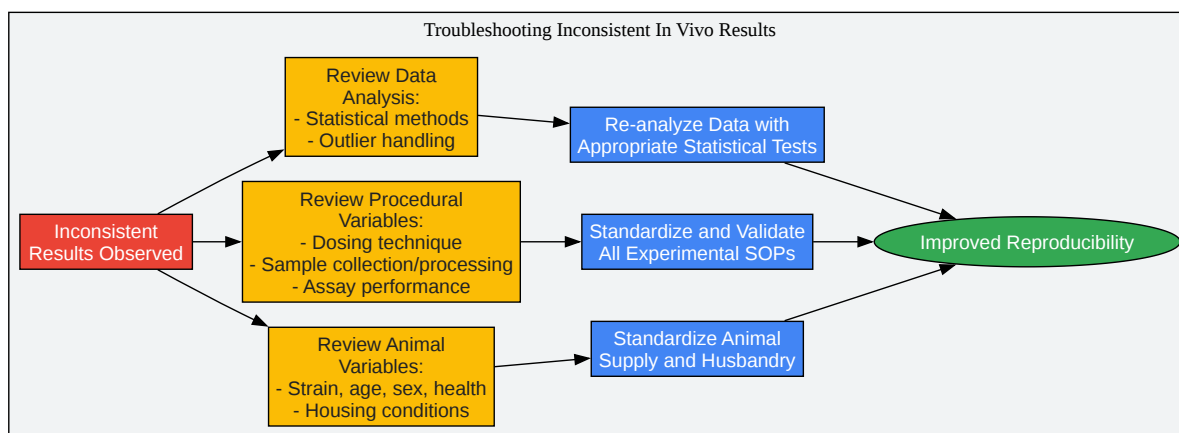 Troubleshooting Inconsistent In Vivo Results
Inconsistent
Results Observed
Review Data
Analysis:
- Statistical methods
- Outlier handling
Re-analyze Data with
Appropriate Statistical Tests
Review Procedural
Variables:
- Dosing technique
- Sample collection/processing
- Assay performance
Standardize and Validate
All Experimental SOPs
Review Animal
Variables:
- Strain, age, sex, health
- Housing conditions
Standardize Animal
Supply and Husbandry
Improved Reproducibility